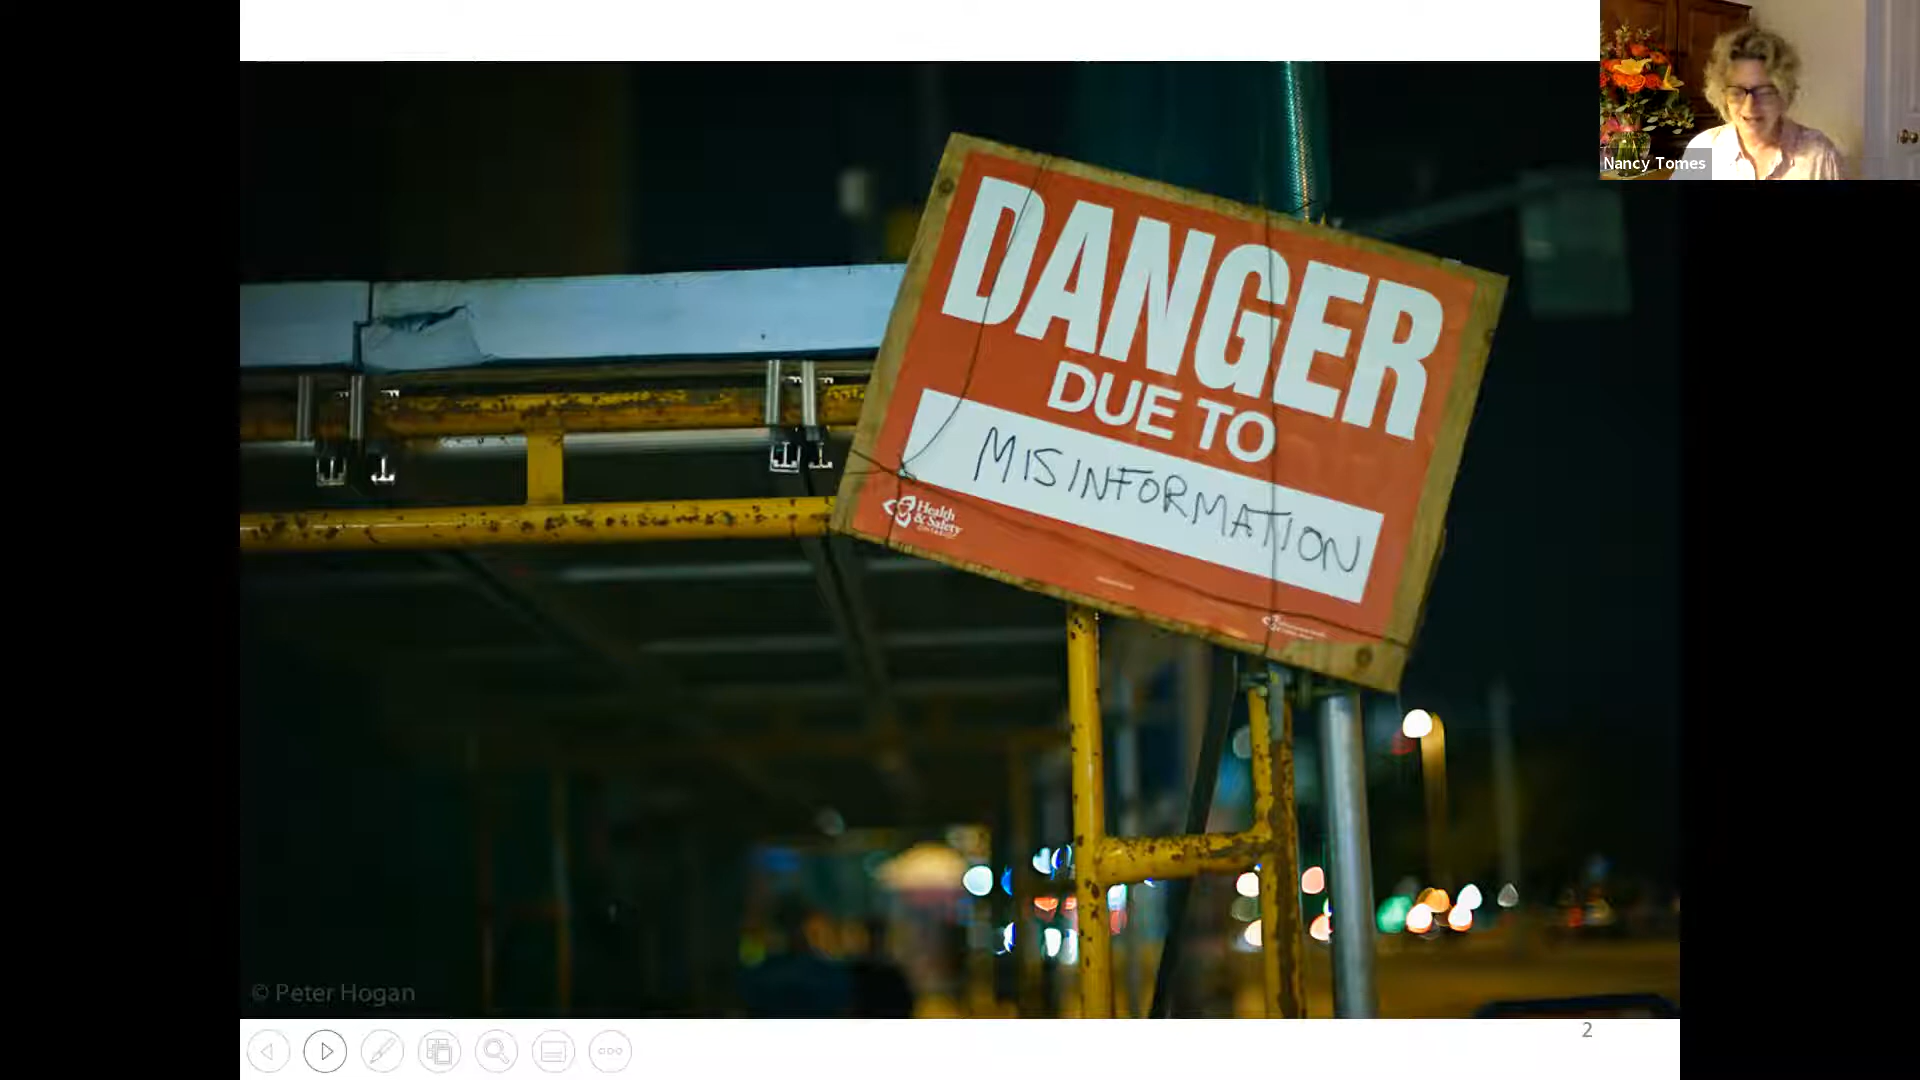 Nancy Tomes
DANGER
DUE TO
MISINFORMATION
Health
& Safety
© Peter Hogan
2